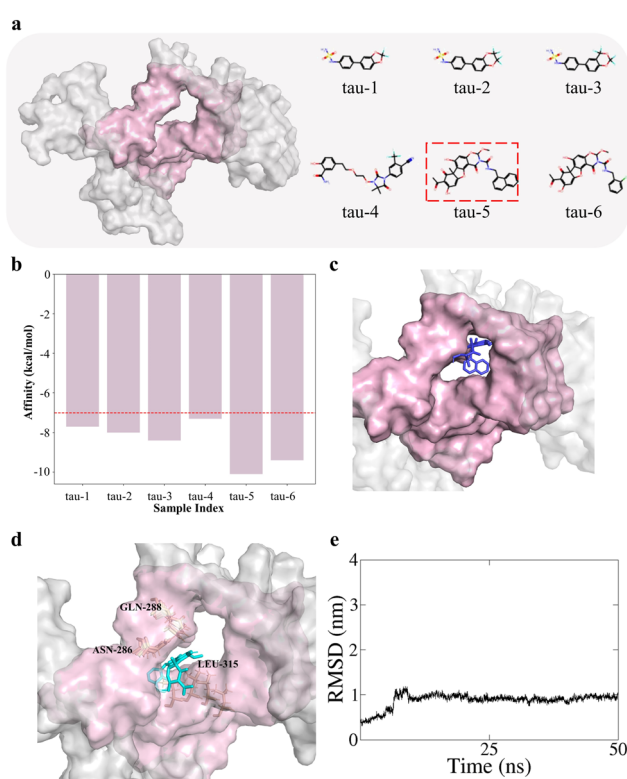 a
tau-1
tau-2
tau-3
tau-4
tau-5
tau-6
b
Affinity (kcal/mol)
0
-2
-4
-6
-8
-10
tau-1 tau-2 tau-3 tau-4 tau-5 tau-6
Sample Index
c
d
GLN-288
ASN-286
LEU-315
e
RMSD (nm)
4
3
2
1
0
25 50
Time (ns)